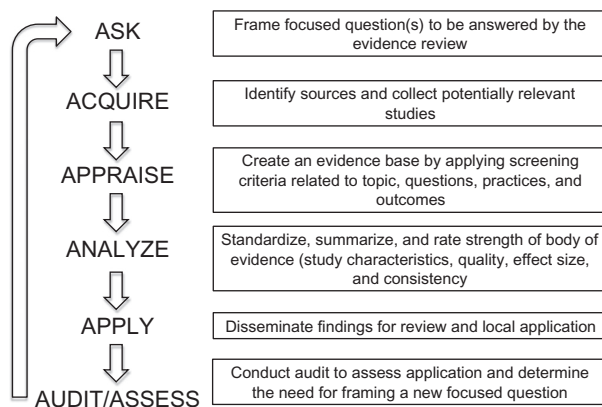 ASK
Frame focused question(s) to be answered by the
evidence review
ACQUIRE
Identify sources and collect potentially relevant
studies
APPRAISE
Create an evidence base by applying screening
criteria related to topic, questions, practices, and
outcomes
ANALYZE
Standardize, summarize, and rate strength of body of
evidence (study characteristics, quality, effect size,
and consistency
APPLY
Disseminate findings for review and local application
AUDIT/ASSESS
Conduct audit to assess application and determine
the need for framing a new focused question